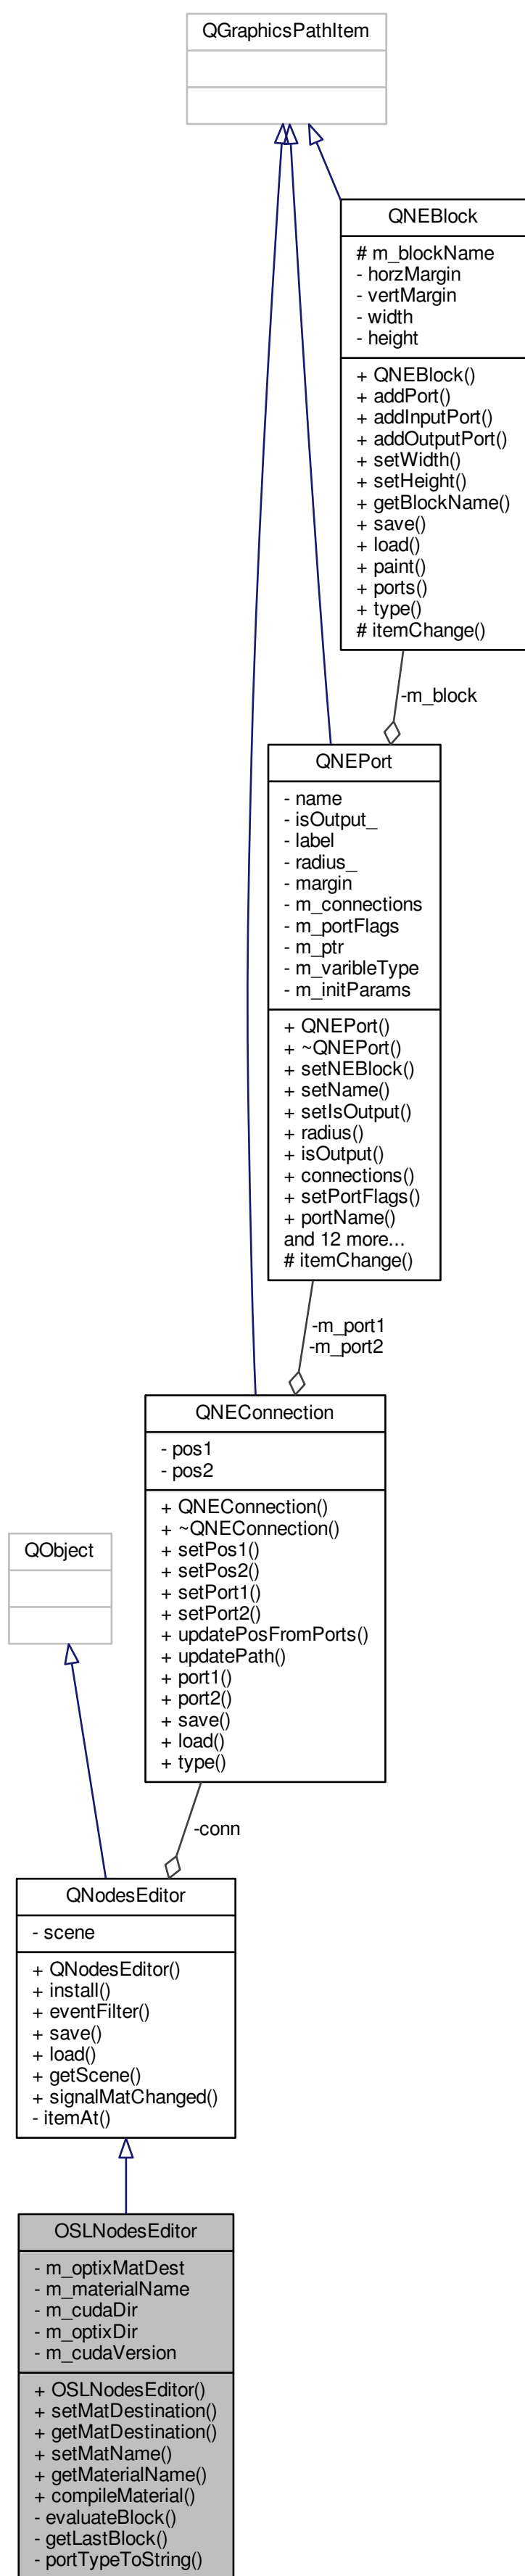 QGraphicsPathItem
QNEBlock
# m_blockName
- horzMargin
- vertMargin
- width
- height
+ QNEBlock()
+ addPort()
+ addInputPort()
+ addOutputPort()
+ setWidth()
+ setHeight()
+ getBlockName()
+ save()
+ load()
+ paint()
+ ports()
+ type()
# itemChange()
-m_block
QNEPort
- name
- isOutput_
- label
- radius_
- margin
- m_connections
- m_portFlags
- m_ptr
- m_varibleType
- m_initParams
+ QNEPort()
+ ~QNEPort()
+ setNEBlock()
+ setName()
+ setIsOutput()
+ radius()
+ isOutput()
+ connections()
+ setPortFlags()
+ portName()
and 12 more...
# itemChange()
-m_port1
-m_port2
QNEConnection
- pos1
- pos2
+ QNEConnection()
+ ~QNEConnection()
+ setPos1()
+ setPos2()
+ setPort1()
+ setPort2()
+ updatePosFromPorts()
+ updatePath()
+ port1()
+ port2()
+ save()
+ load()
+ type()
QObject
-conn
QNodesEditor
- scene
+ QNodesEditor()
+ install()
+ eventFilter()
+ save()
+ load()
+ getScene()
+ signalMatChanged()
- itemAt()
OSLNodesEditor
- m_optixMatDest
- m_materialName
- m_cudaDir
- m_optixDir
- m_cudaVersion
+ OSLNodesEditor()
+ setMatDestination()
+ getMatDestination()
+ setMatName()
+ getMaterialName()
+ compileMaterial()
- evaluateBlock()
- getLastBlock()
- portTypeToString()